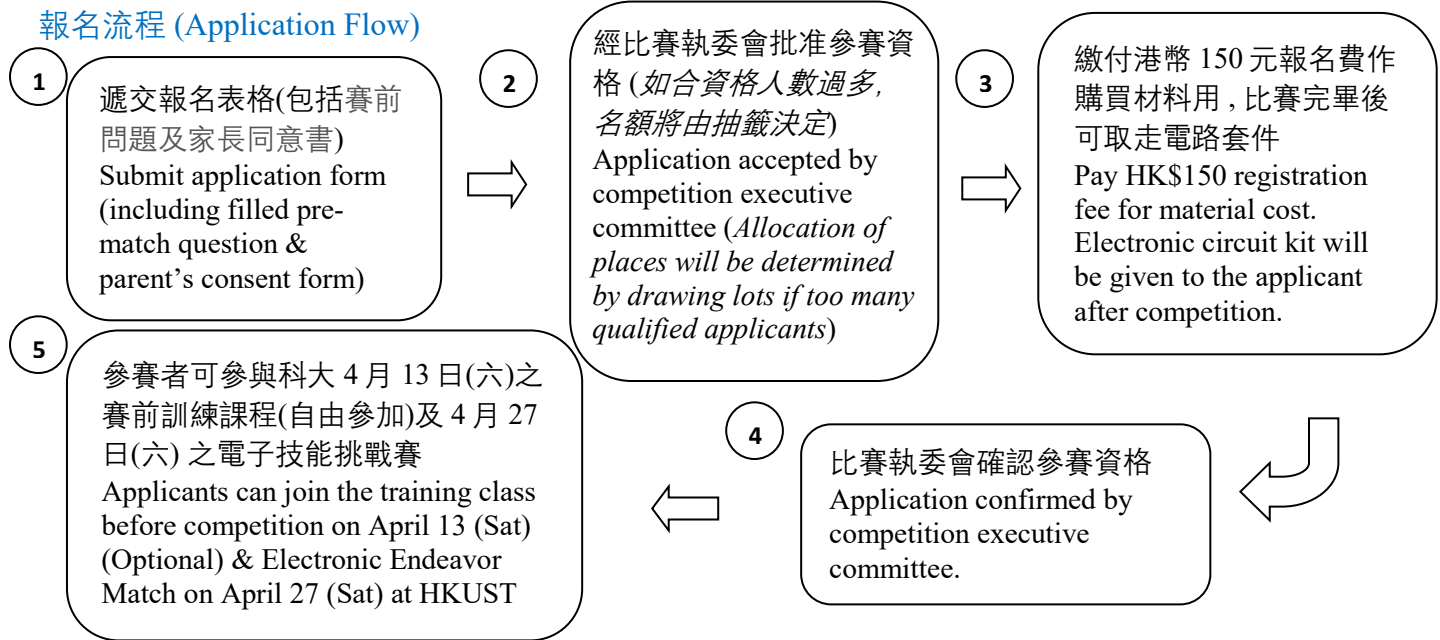 報名流程 (Application Flow)
1
遞交報名表格(包括賽前
問題及家長同意書)
Submit application form
(including filled pre-
match question &
parent's consent form)
2
經比賽執委會批准參賽資
格 (如合資格人數過多,
名額將由抽籤決定)
Application accepted by
competition executive
committee (Allocation of
places will be determined
by drawing lots if too many
qualified applicants)
3
繳付港幣 150 元報名費作
購買材料用 , 比賽完畢後
可取走電路套件
Pay HK$150 registration
fee for material cost.
Electronic circuit kit will
be given to the applicant
after competition.
4
比賽執委會確認參賽資格
Application confirmed by
competition executive
committee.
5
參賽者可參與科大 4 月 13 日(六)之
賽前訓練課程(自由參加)及 4 月 27
日(六) 之電子技能挑戰賽
Applicants can join the training class
before competition on April 13 (Sat)
(Optional) & Electronic Endeavor
Match on April 27 (Sat) at HKUST